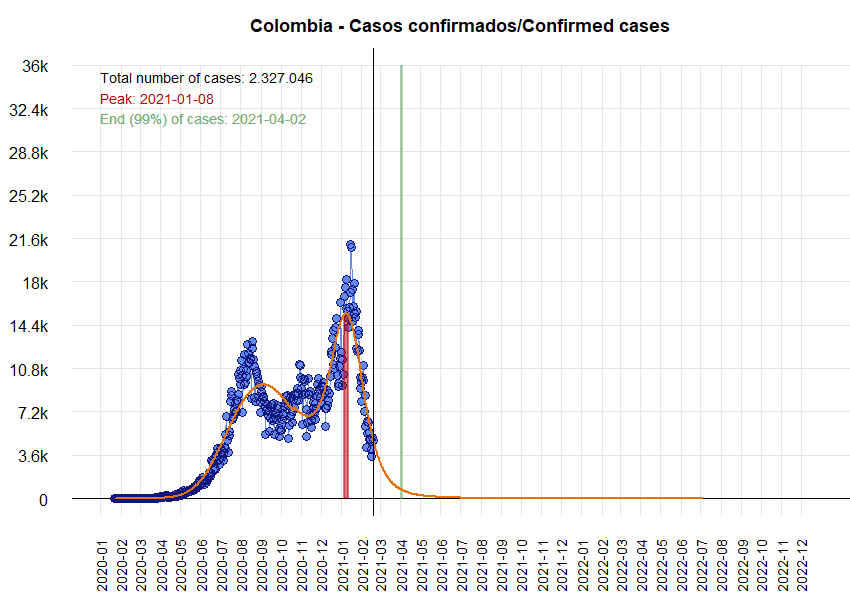 Colombia - Casos confirmados/Confirmed cases
36k
32.4k
28.8k
25.2k
21.6k
18k
14.4k
10.8k
7.2k
3.6k
0
Total number of cases: 2.327.046
Peak: 2021-01-08
End (99%) of cases: 2021-04-02
2020-01
2020-02
2020-03
2020-04
2020-05
2020-06
2020-07
2020-08
2020-09
2020-10
2020-11
2020-12
2021-01
2021-02
2021-03
2021-04
2021-05
2021-06
2021-07
2021-08
2021-09
2021-10
2021-11
2021-12
2022-01
2022-02
2022-03
2022-04
2022-05
2022-06
2022-07
2022-08
2022-09
2022-10
2022-11
2022-12